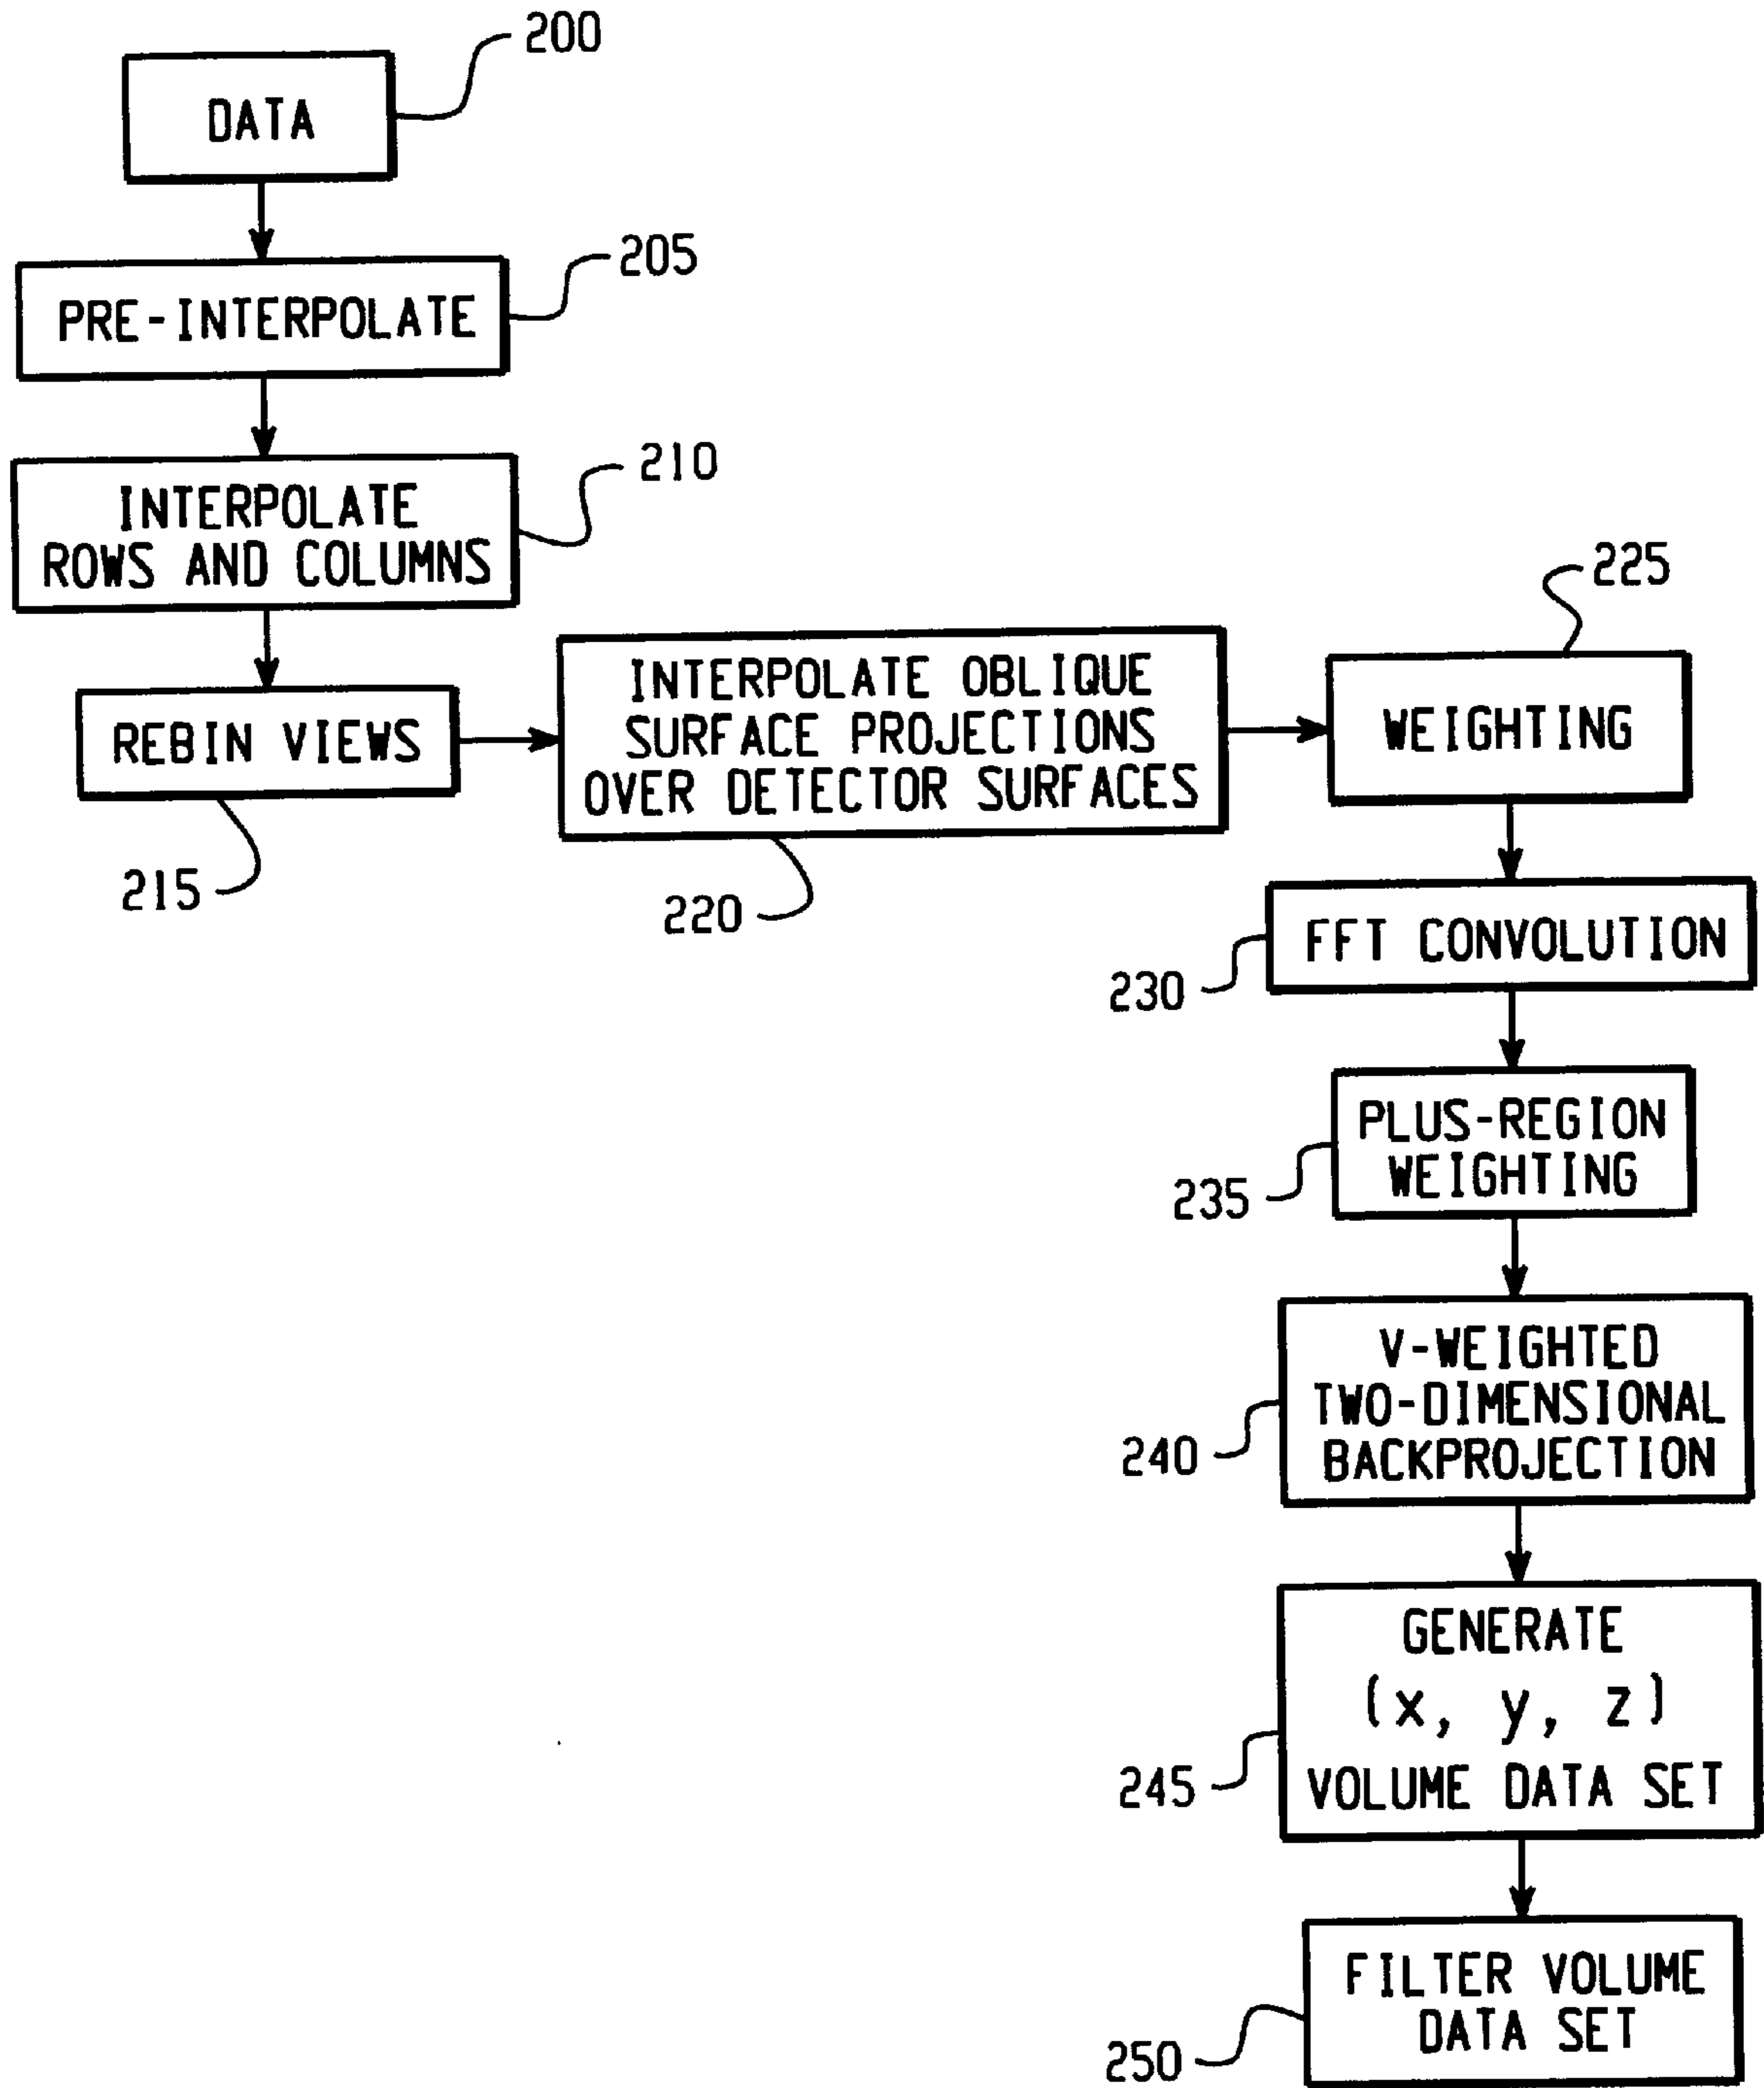 200
DATA
205
PRE-INTERPOLATE
210
INTERPOLATE
ROWS AND COLUMNS
REBIN VIEWS
215
INTERPOLATE OBLIQUE
SURFACE PROJECTIONS
OVER DETECTOR SURFACES
220
225
WEIGHTING
FFT CONVOLUTION
230
PLUS-REGION
WEIGHTING
235
V-WEIGHTED
TWO-DIMENSIONAL
BACKPROJECTION
240
GENERATE
(x, y, z)
VOLUME DATA SET
245
FILTER VOLUME
DATA SET
250